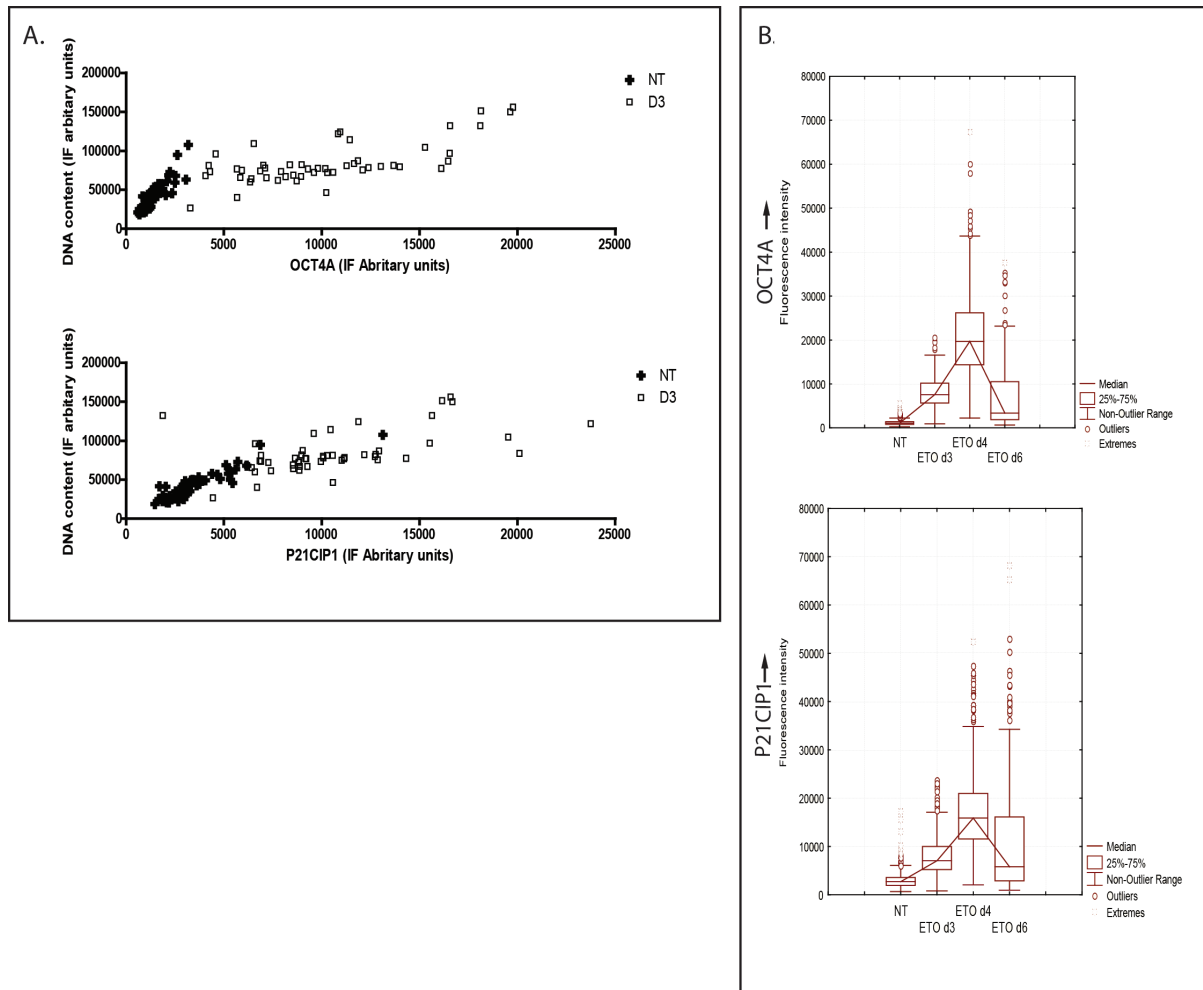 A.
NT
D3
DNA content (IF arbitary units)
200000
150000
100000
50000
0
0 5000 10000 15000 20000 25000
OCT4A (IF Abritary units)
NT
D3
DNA content (IF arbitary units)
200000
150000
100000
50000
0
0 5000 10000 15000 20000 25000
P21CIP1 (IF Abritary units)
B.
OCT4A
Fluorescence intensity
80000
70000
60000
50000
40000
30000
20000
10000
0
NT
ETO d3
ETO d4
ETO d6
Median
25%-75%
Non-Outlier Range
Outliers
Extremes
P21CIP1
Fluorescence intensity
80000
70000
60000
50000
40000
30000
20000
10000
0
NT
ETO d3
ETO d4
ETO d6
Median
25%-75%
Non-Outlier Range
Outliers
Extremes